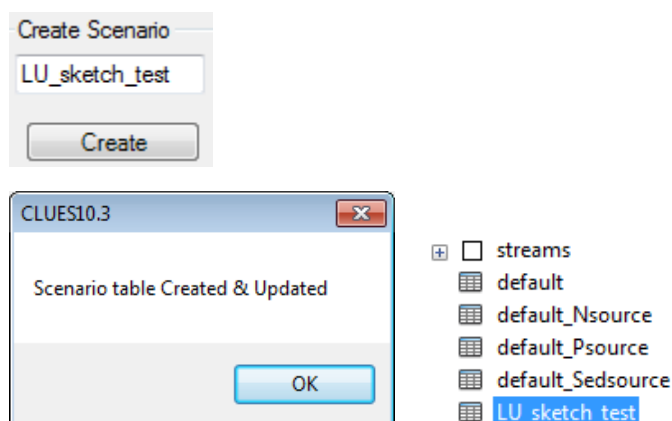 Create Scenario
LU_sketch_test
Create
CLUES10.3
Scenario table Created & Updated
OK
streams
default
default_Nsource
default_Psource
default_Sedsource
LU_sketch_test